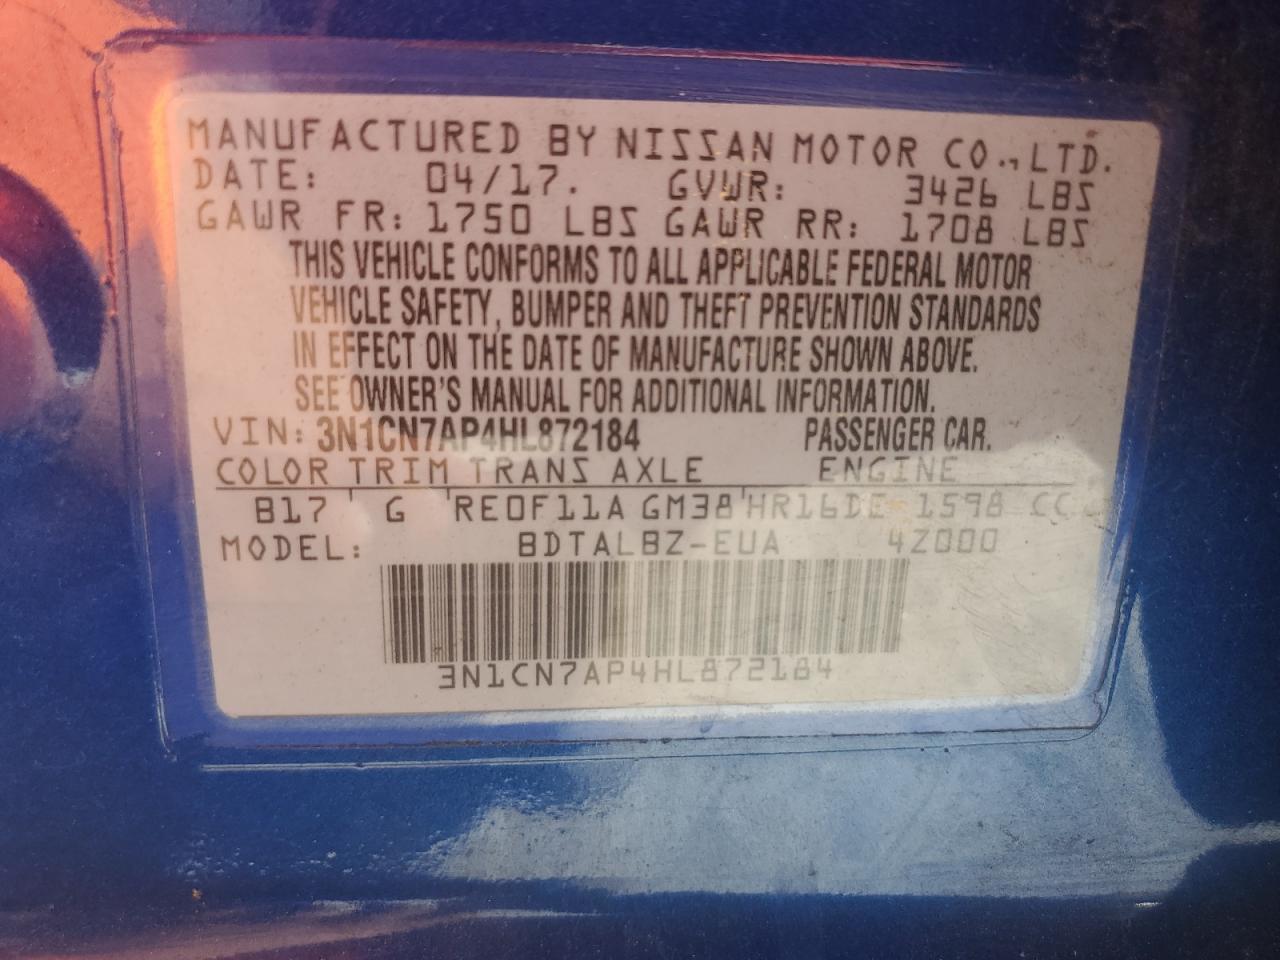 MANUFACTURED BY NISSAN MOTOR CO., LTD.
DATE: 04/17. GVWR: 3426 LBS
GAWR FR: 1750 LBS GAWR RR: 1708 LBS
THIS VEHICLE CONFORMS TO ALL APPLICABLE FEDERAL MOTOR
VEHICLE SAFETY, BUMPER AND THEFT PREVENTION STANDARDS
IN EFFECT ON THE DATE OF MANUFACTURE SHOWN ABOVE.
SEE OWNER'S MANUAL FOR ADDITIONAL INFORMATION.
VIN: 3N1CN7AP4HL872184 PASSENGER CAR.
COLOR TRIM TRANS AXLE ENGINE
B17 G RE0F11A GM38 HR16DE 1598 CC
MODEL: BDTALBZ-EUA 4Z000
3N1CN7AP4HL872184